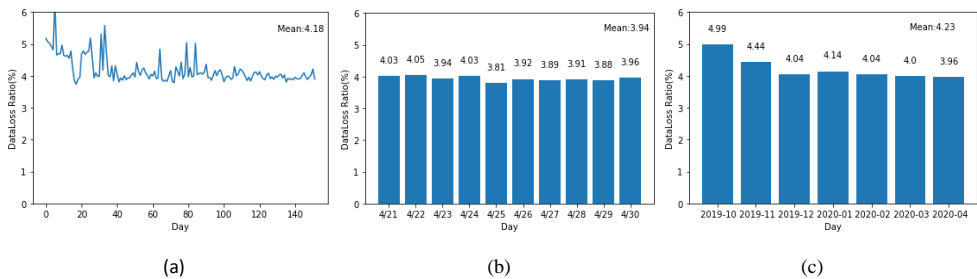 6
5
4
3
2
1
0
DataLoss Ratio(%)
Mean:4.18
0 20 40 60 80 100 120 140
Day
(a)
6
5
4
3
2
1
0
DataLoss Ratio(%)
Mean:3.94
4.03 4.05 3.94 4.03 3.81 3.92 3.89 3.91 3.88 3.96
4/21 4/22 4/23 4/24 4/25 4/26 4/27 4/28 4/29 4/30
Day
(b)
6
5
4
3
2
1
0
DataLoss Ratio(%)
Mean:4.23
4.99 4.44 4.04 4.14 4.04 4.0 3.96
2019-10 2019-11 2019-12 2020-01 2020-02 2020-03 2020-04
Day
(c)